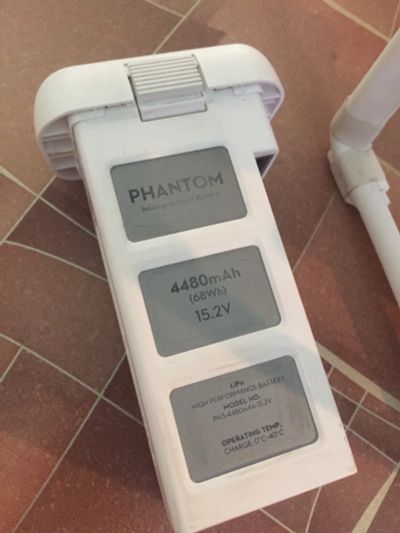 PHANTOM
Intelligent Flight Battery
4480mAh
(68Wh)
15.2V
LiPo
HIGH PERFORMANCE BATTERY
MODEL NO.
PH3-4480mAh-15.2V
OPERATING TEMP.
CHARGE: 0°C~40°C